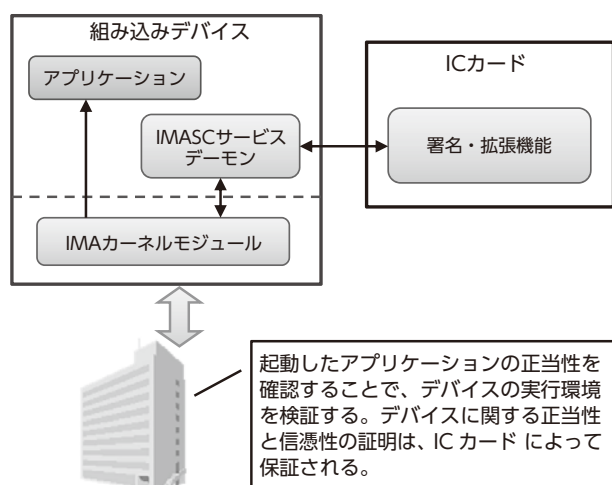 組み込みデバイス
アプリケーション
IMASCサービス
デーモン
IMAカーネルモジュール
ICカード
署名・拡張機能
起動したアプリケーションの正当性を
確認することで、デバイスの実行環境
を検証する。デバイスに関する正当性
と信憑性の証明は、IC カード によって
保証される。